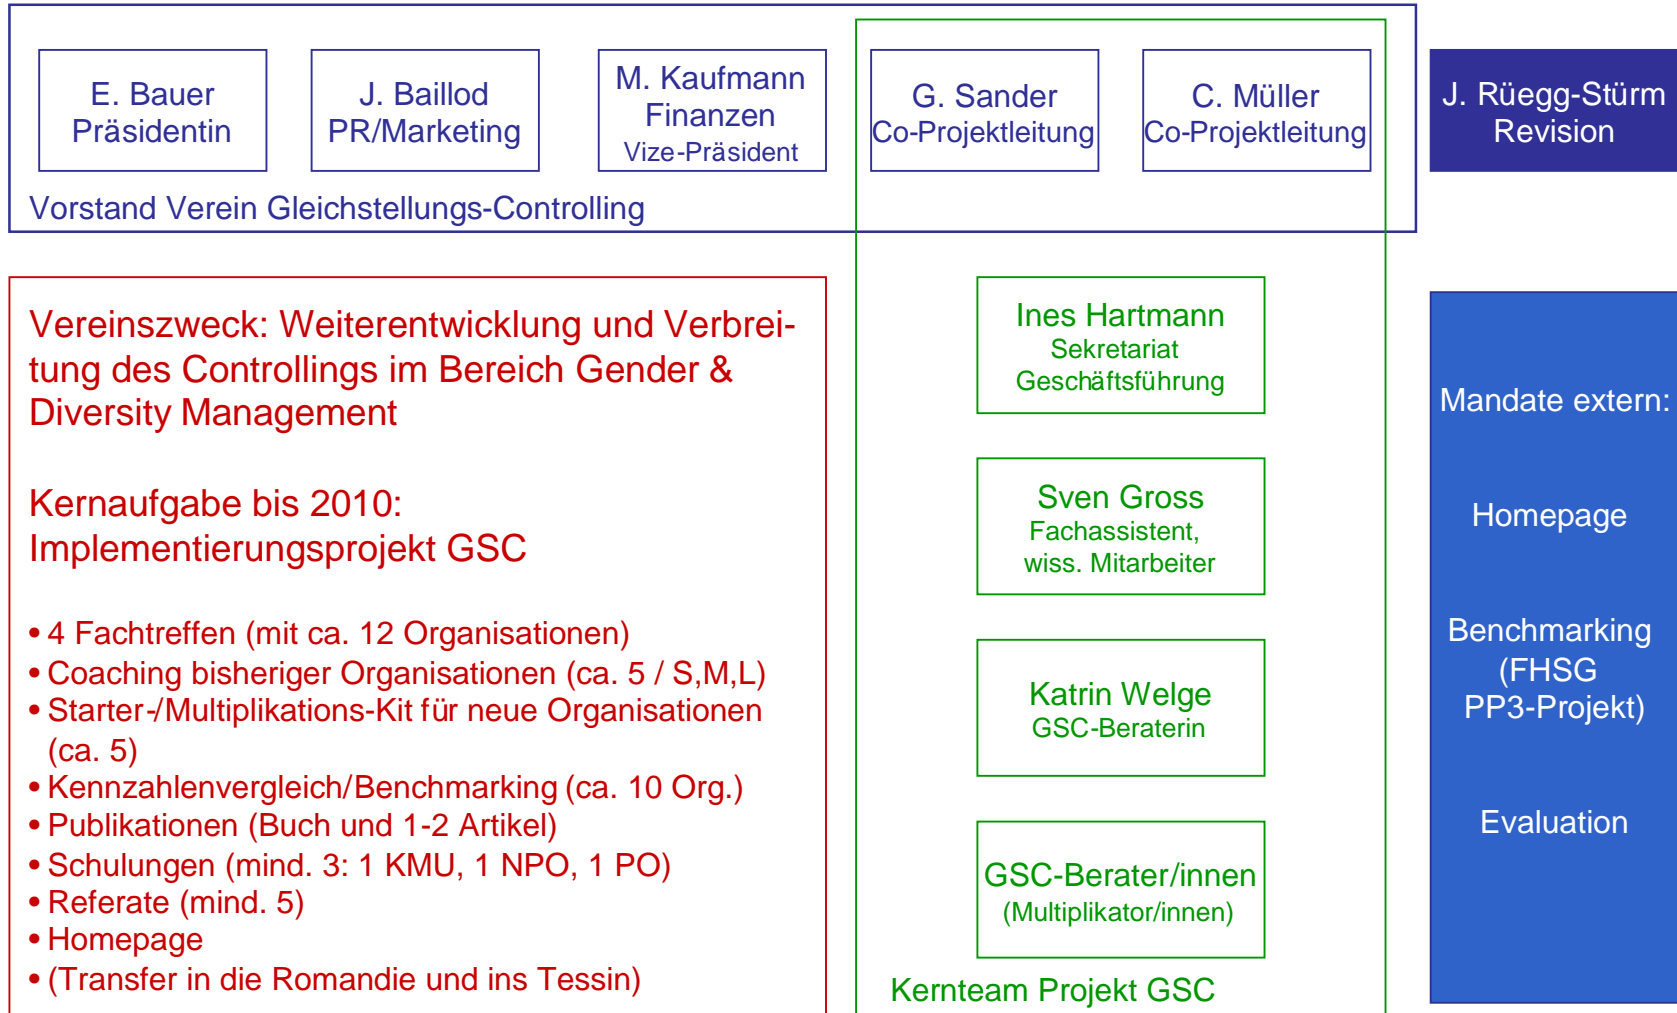 E. Bauer
Präsidentin
J. Baillod
PR/Marketing
M. Kaufmann
Finanzen
Vize-Präsident
G. Sander
Co-Projektleitung
C. Müller
Co-Projektleitung
J. Rüegg-Stürm
Revision
Vorstand Verein Gleichstellungs-Controlling
Vereinszweck: Weiterentwicklung und Verbrei-
tung des Controllings im Bereich Gender &
Diversity Management
Kernaufgabe bis 2010:
Implementierungsprojekt GSC
• 4 Fachtreffen (mit ca. 12 Organisationen)
• Coaching bisheriger Organisationen (ca. 5 / S,M,L)
• Starter-/Multiplikations-Kit für neue Organisationen
(ca. 5)
• Kennzahlenvergleich/Benchmarking (ca. 10 Org.)
• Publikationen (Buch und 1-2 Artikel)
• Schulungen (mind. 3: 1 KMU, 1 NPO, 1 PO)
• Referate (mind. 5)
• Homepage
• (Transfer in die Romandie und ins Tessin)
Ines Hartmann
Sekretariat
Geschäftsführung
Sven Gross
Fachassistent,
wiss. Mitarbeiter
Katrin Welge
GSC-Beraterin
GSC-Berater/innen
(Multiplikator/innen)
Kernteam Projekt GSC
Mandate extern:
Homepage
Benchmarking
(FHSG
PP3-Projekt)
Evaluation